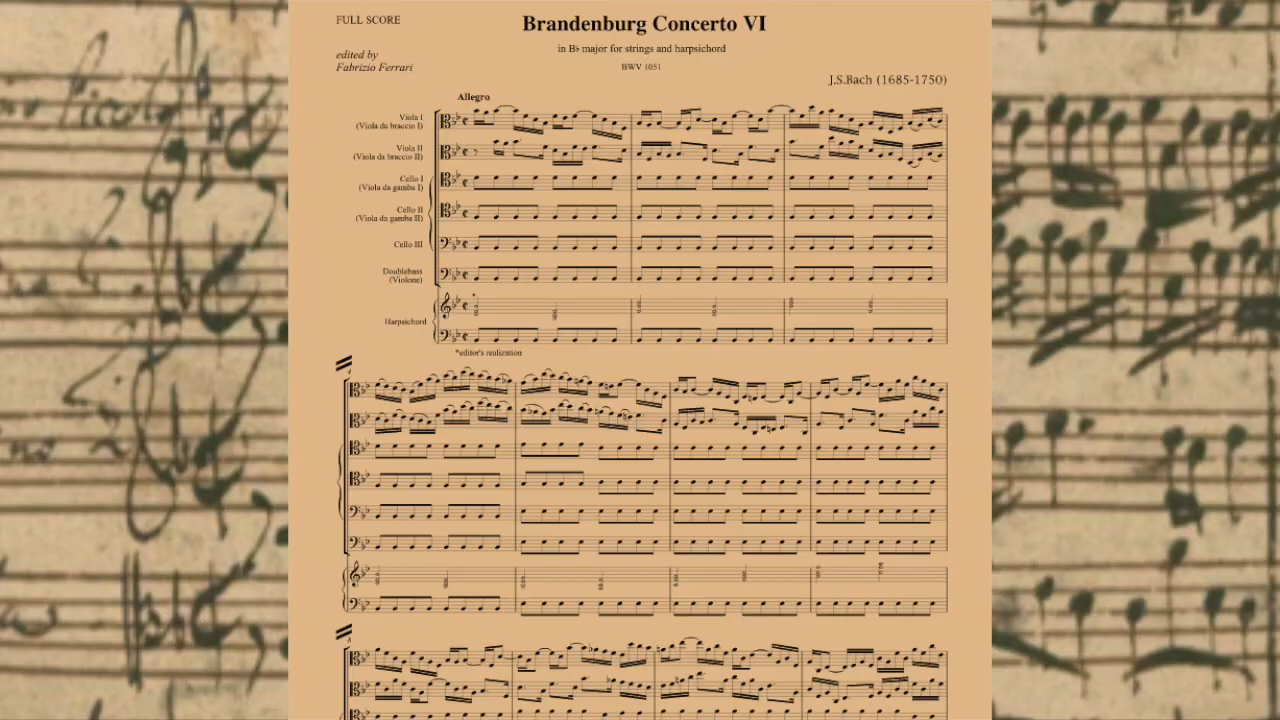 FULL SCORE
Brandenburg Concerto VI
in B♭ major for strings and harpsichord
edited by
Fabrizio Ferrari
BWV 1051
J.S.Bach (1685-1750)
Allegro
Viola I
(Viola da braccio I)
Viola II
(Viola da braccio II)
Cello I
(Viola da gamba I)
Cello II
(Viola da gamba II)
Cello III
Doublebass
(Violone)
Harpsichord
*editor's realization